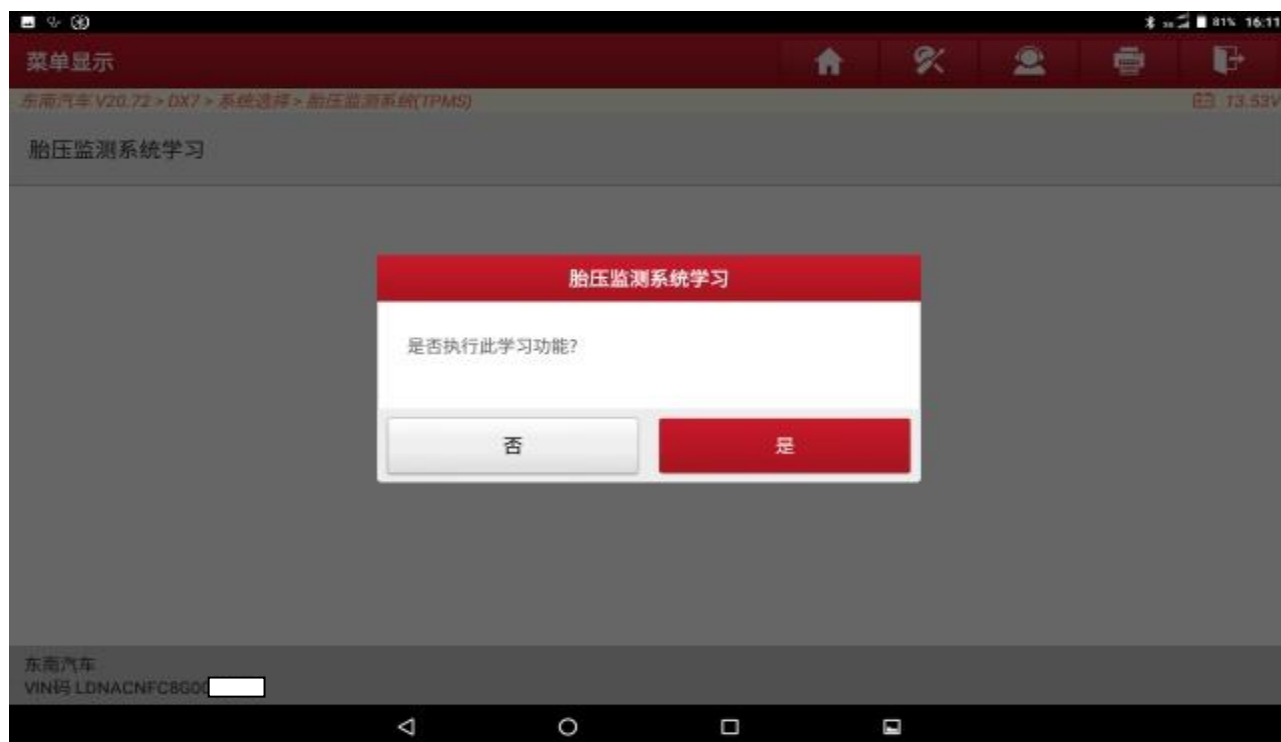 81% 16:11
菜单显示
东南汽车 V20.72 > DX7 > 系统选择 > 胎压监测系统(TPMS)
13.53V
胎压监测系统学习
胎压监测系统学习
是否执行此学习功能?
否
是
东南汽车
VIN码 LDNACNFC8G00